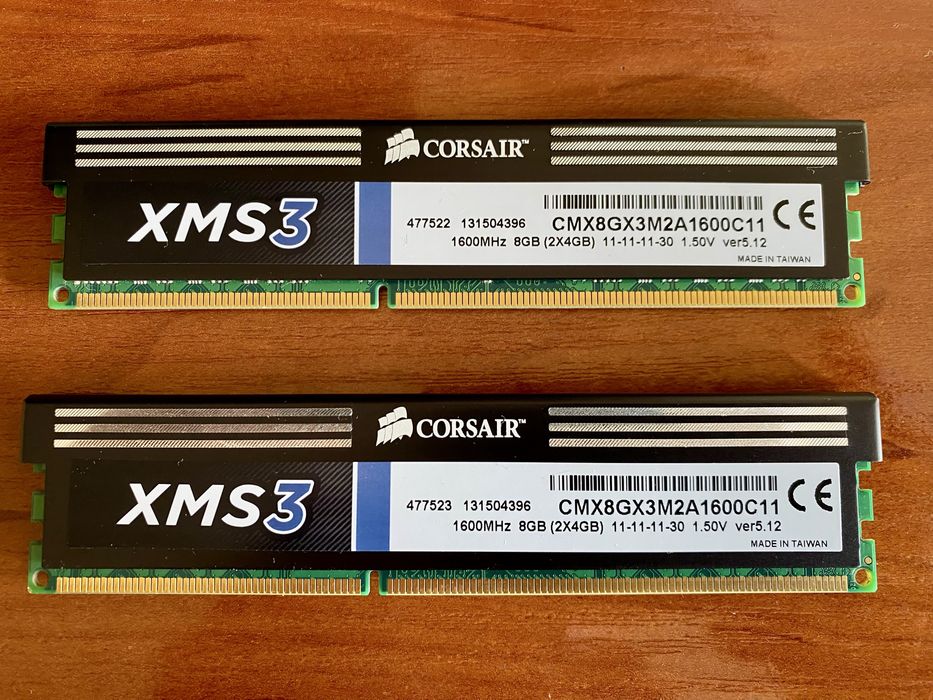 CORSAIR™
XMS3
477522 131504396 CMX8GX3M2A1600C11 CE
1600MHz 8GB (2X4GB) 11-11-11-30 1.50V ver5.12
MADE IN TAIWAN
CORSAIR™
XMS3
477523 131504396 CMX8GX3M2A1600C11 CE
1600MHz 8GB (2X4GB) 11-11-11-30 1.50V ver5.12
MADE IN TAIWAN